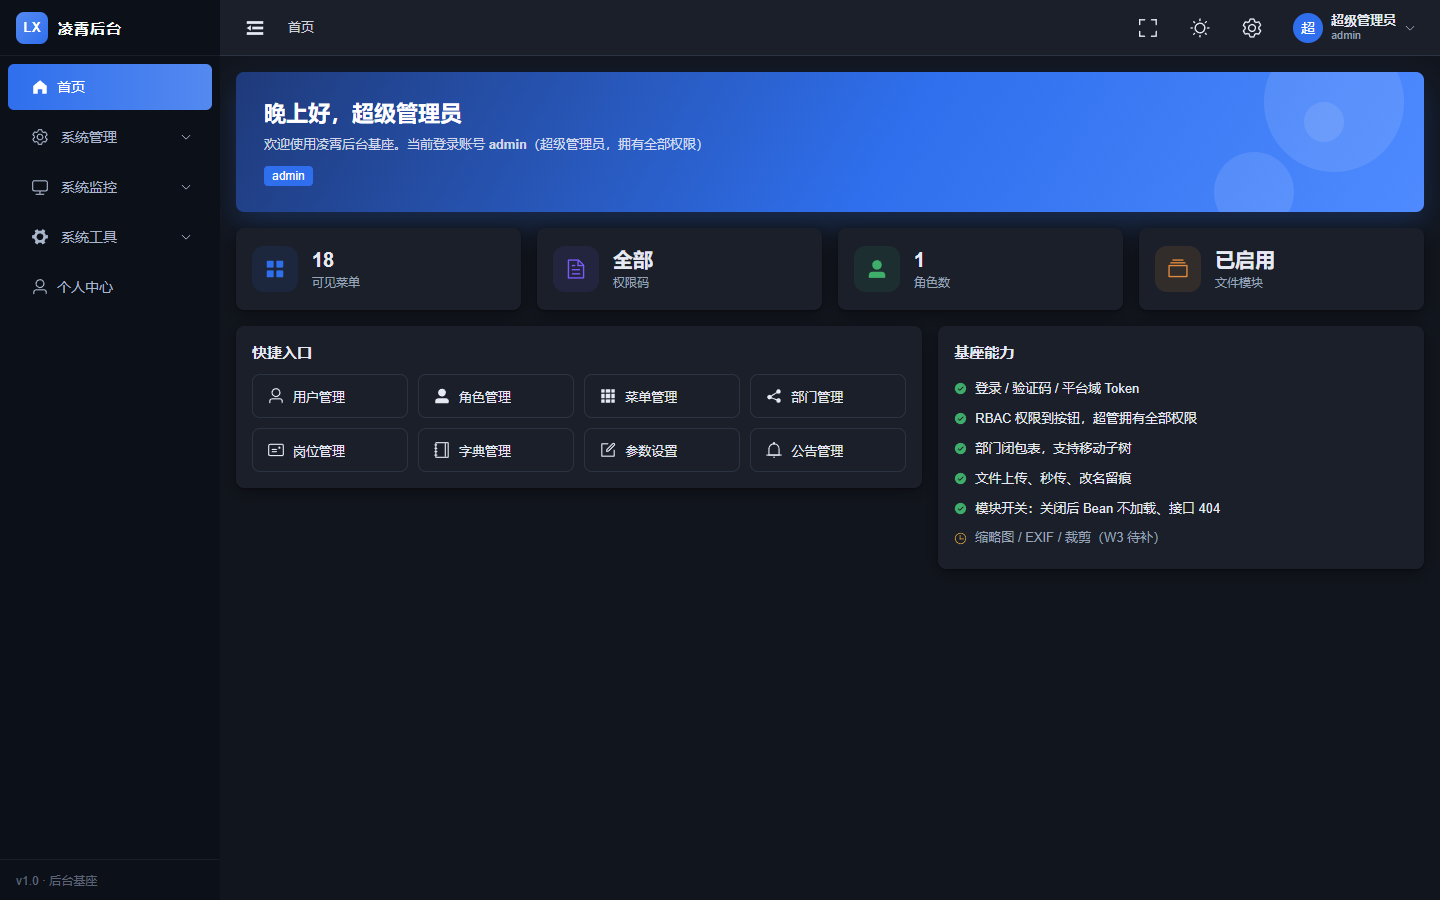 LX 凌霄后台
首页
系统管理
系统监控
系统工具
个人中心
v1.0 · 后台基座
首页
超
超级管理员
admin
晚上好，超级管理员
欢迎使用凌霄后台基座。当前登录账号 admin（超级管理员，拥有全部权限）
admin
18
可见菜单
全部
权限码
1
角色数
已启用
文件模块
快捷入口
用户管理
角色管理
菜单管理
部门管理
岗位管理
字典管理
参数设置
公告管理
基座能力
登录 / 验证码 / 平台域 Token
RBAC 权限到按钮，超管拥有全部权限
部门闭包表，支持移动子树
文件上传、秒传、改名留痕
模块开关：关闭后 Bean 不加载、接口 404
缩略图 / EXIF / 裁剪（W3 待补）